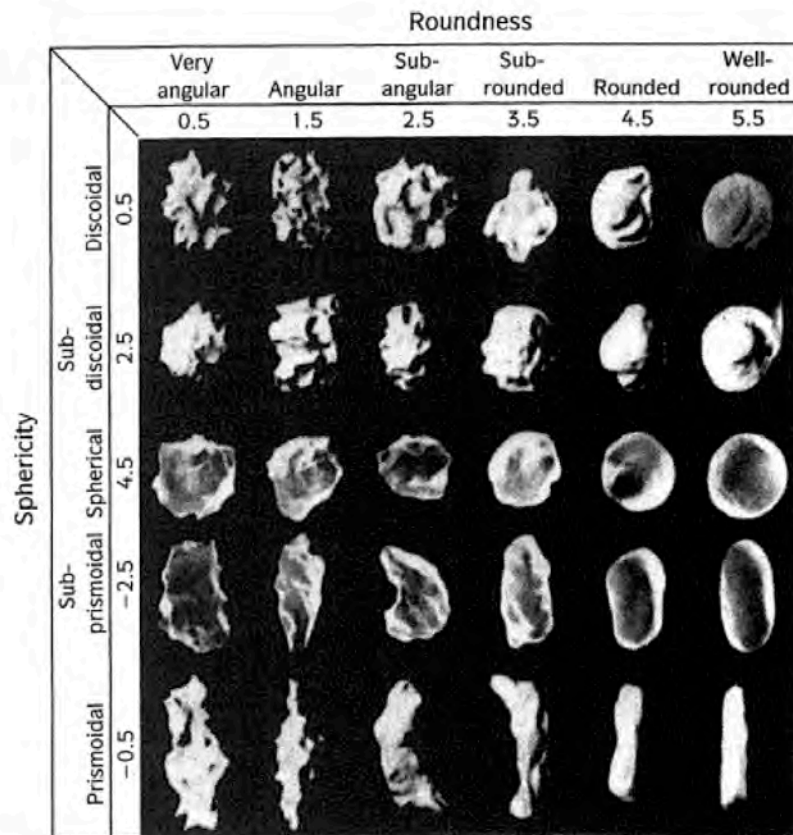 Roundness
Very angular
Angular
Sub-angular
Sub-rounded
Rounded
Well-rounded
0.5
1.5
2.5
3.5
4.5
5.5
Sphericity
Discoidal
0.5
Sub-discoidal
2.5
Spherical
4.5
Sub-prismoidal
−2.5
Prismoidal
−0.5